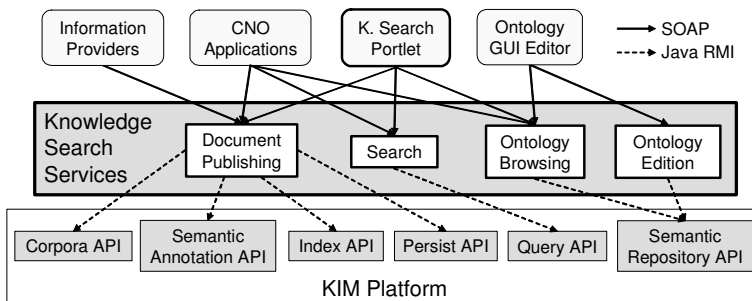 Information
Providers
CNO
Applications
K. Search
Portlet
Ontology
GUI Editor
SOAP
Java RMI
Knowledge
Search
Services
Document
Publishing
Search
Ontology
Browsing
Ontology
Edition
Corpora API
Semantic
Annotation API
Index API
Persist API
Query API
Semantic
Repository API
KIM Platform